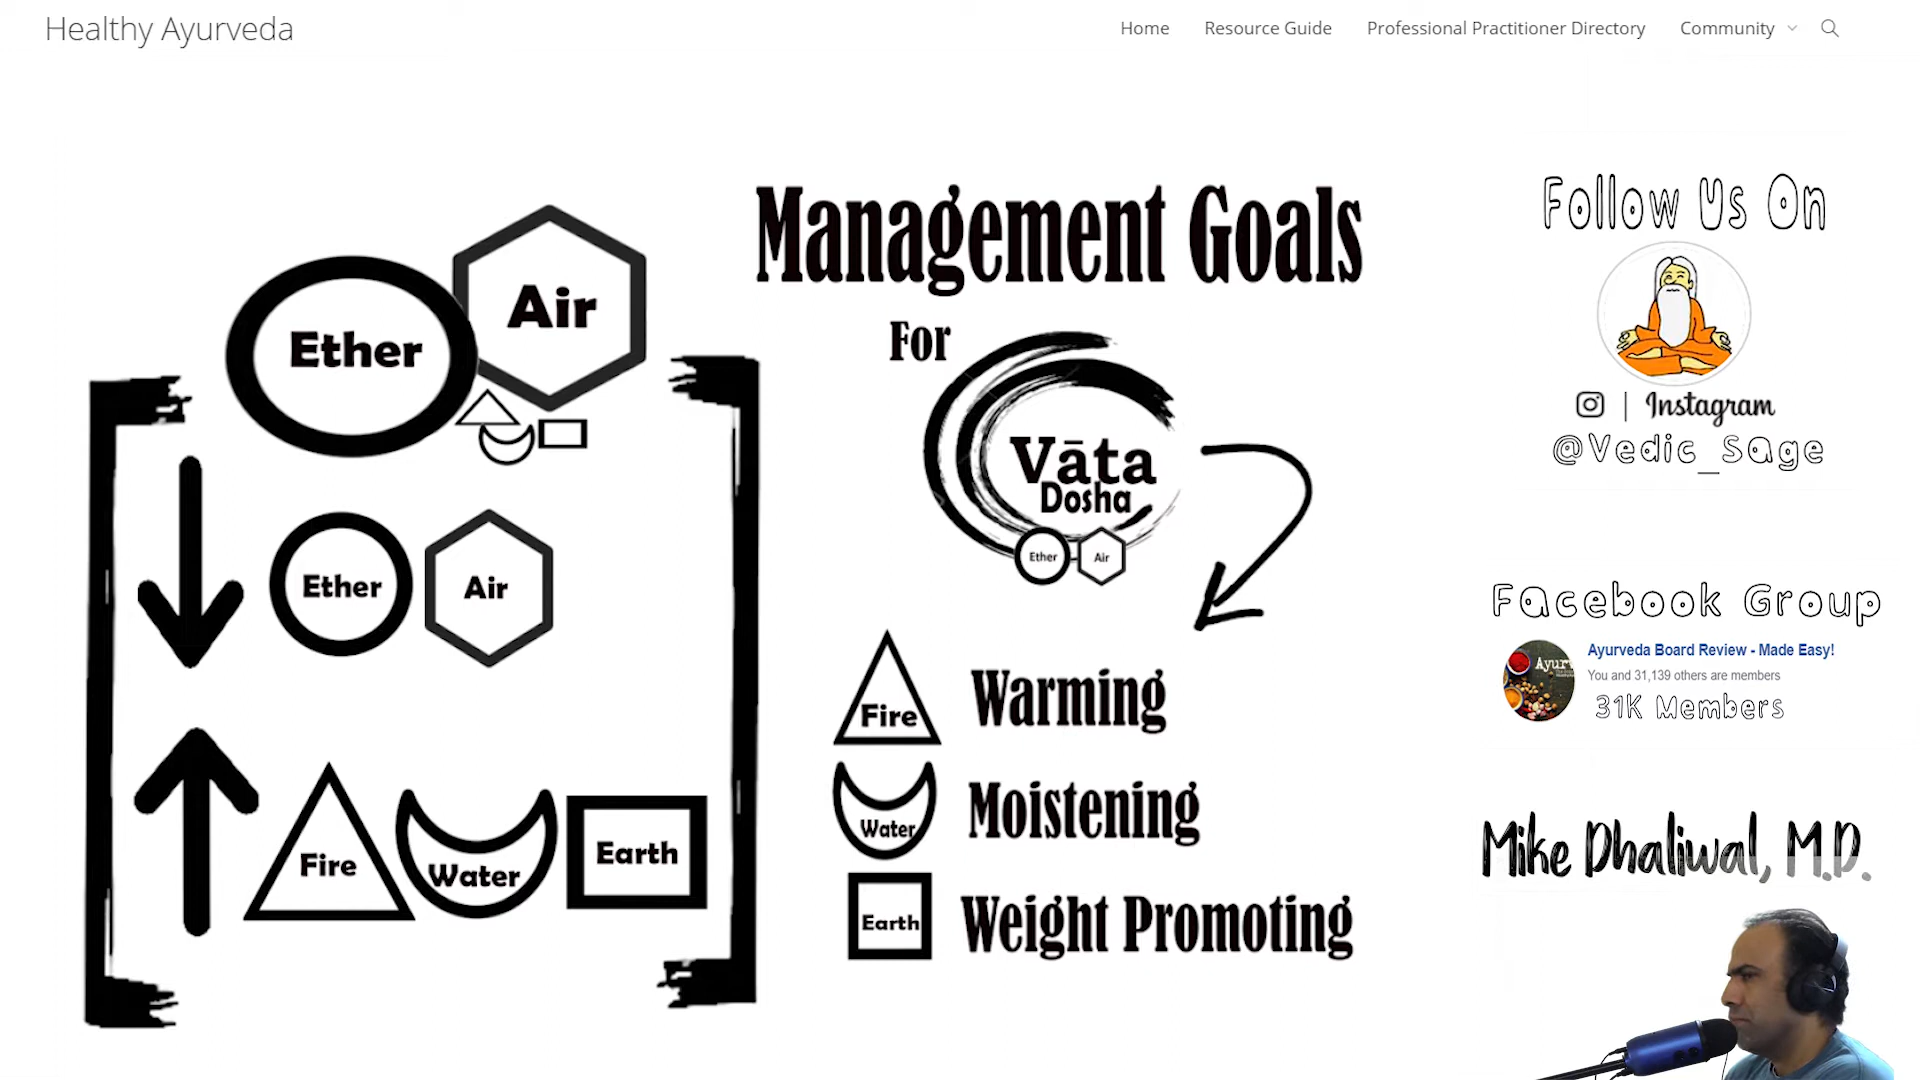 Healthy Ayurveda
Home
Resource Guide
Professional Practitioner Directory
Community
Management Goals
For
Vāta
Dosha
Ether
Air
Ether
Air
Ether
Air
Fire
Water
Earth
Fire
Warming
Water
Moistening
Earth
Weight Promoting
Follow Us On
| Instagram
@Vedic_Sage
Facebook Group
Ayurveda Board Review - Made Easy!
You and 31,139 others are members
31K Members
Mike Dhaliwal, M.D.